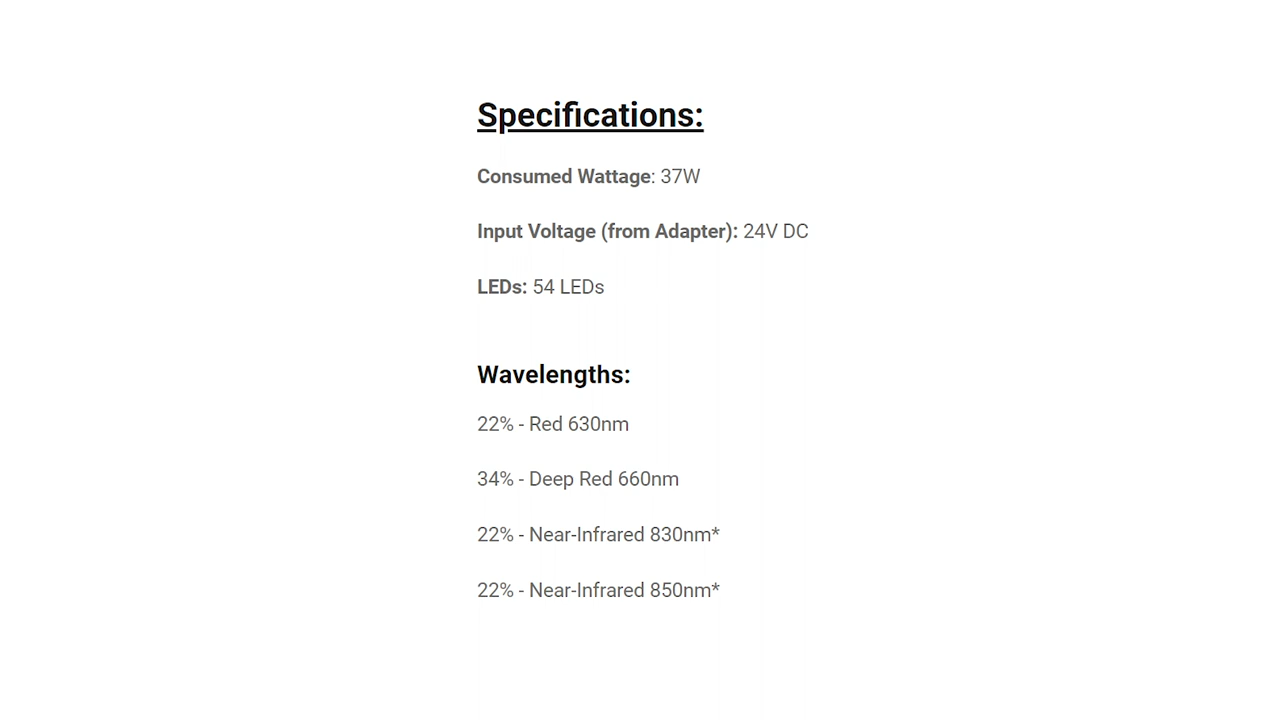 Specifications:
Consumed Wattage: 37W
Input Voltage (from Adapter): 24V DC
LEDs: 54 LEDs
Wavelengths:
22% - Red 630nm
34% - Deep Red 660nm
22% - Near-Infrared 830nm*
22% - Near-Infrared 850nm*